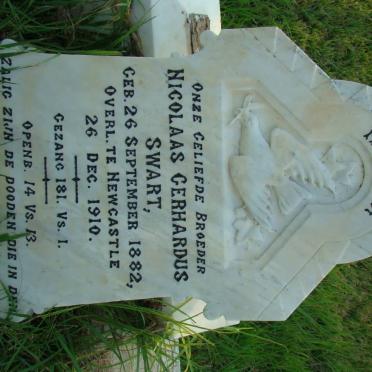 Onze Geliefde Broeder
Nicolaas Gerhardus
Swart,
Geb. 26 September 1882,
Overl. te Newcastle
26 Dec. 1910.
Gezang 181. Vs. 1.
Openb. 14. Vs. 13.
Zalig zijn de dooden die in den